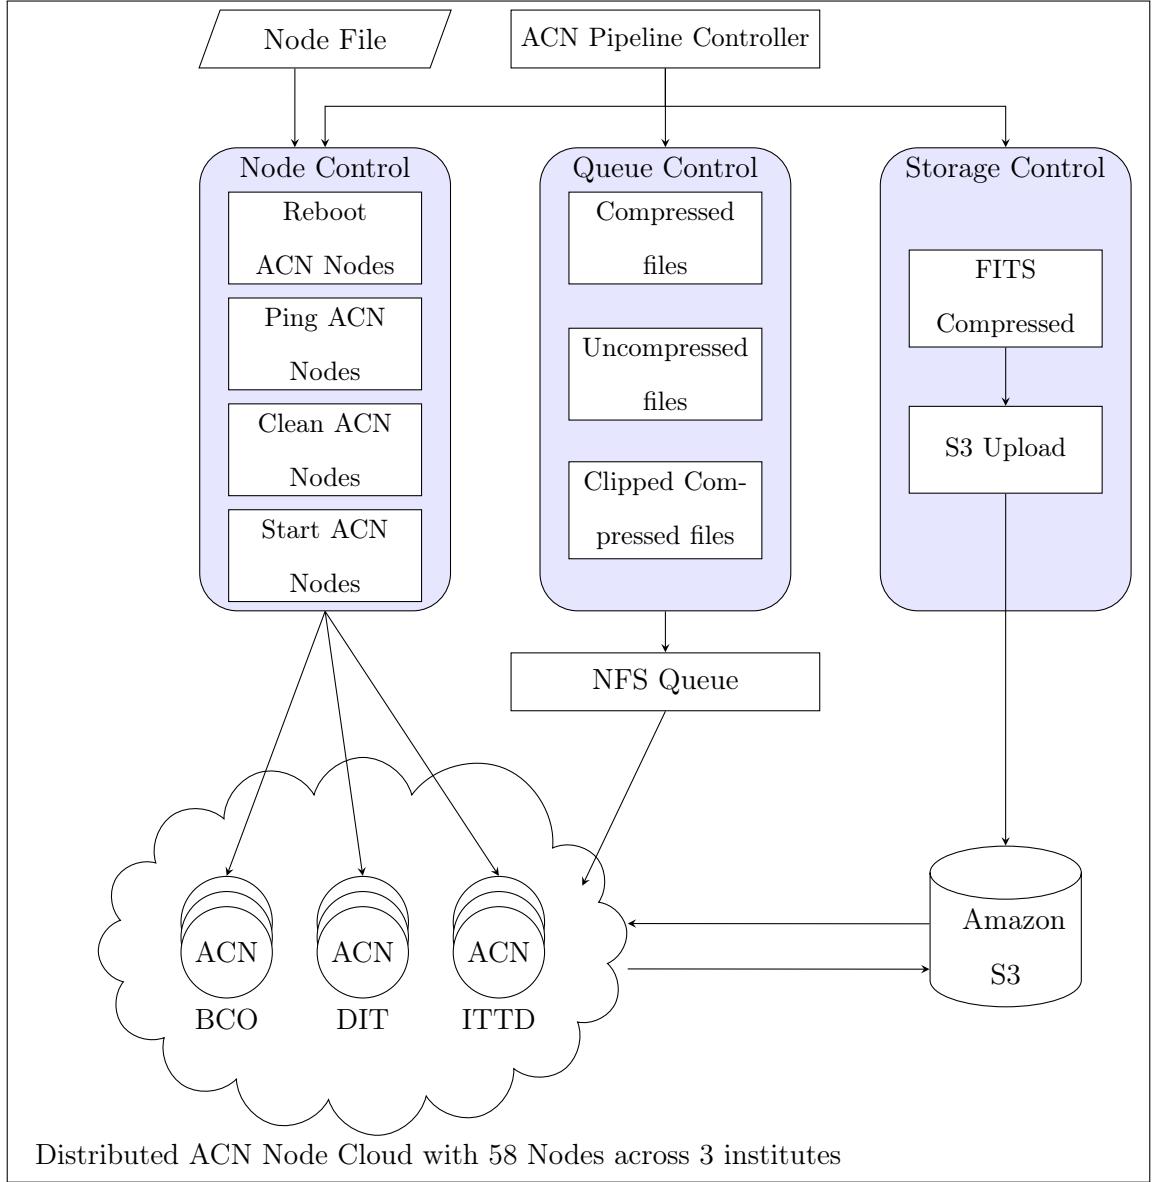 Node File
ACN Pipeline Controller
Node Control
Reboot
ACN Nodes
Ping ACN
Nodes
Clean ACN
Nodes
Start ACN
Nodes
Queue Control
Compressed
files
Uncompressed
files
Clipped Com-
pressed files
Storage Control
FITS
Compressed
S3 Upload
NFS Queue
ACN
BCO
ACN
DIT
ACN
ITTD
Amazon
S3
Distributed ACN Node Cloud with 58 Nodes across 3 institutes